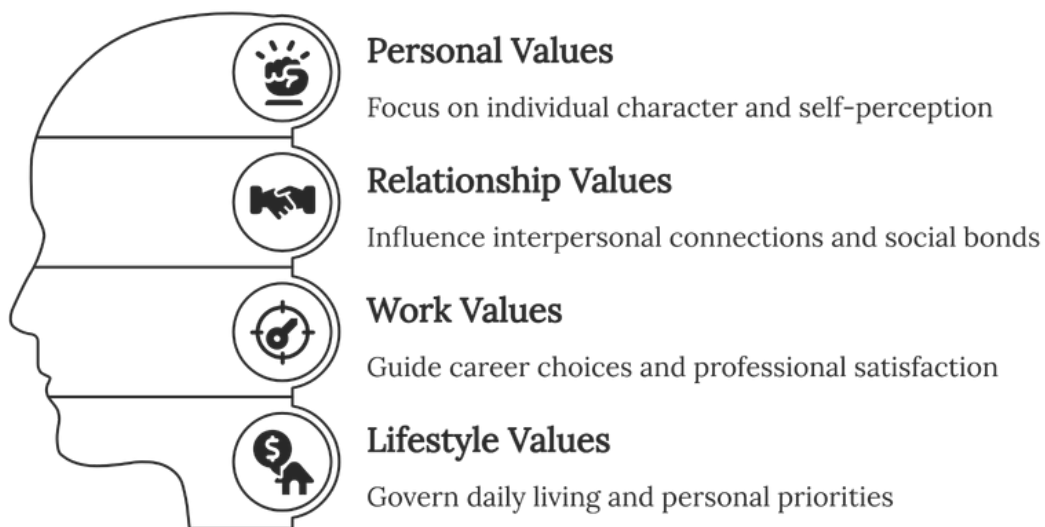 Personal Values
Focus on individual character and self-perception
Relationship Values
Influence interpersonal connections and social bonds
Work Values
Guide career choices and professional satisfaction
$
Lifestyle Values
Govern daily living and personal priorities